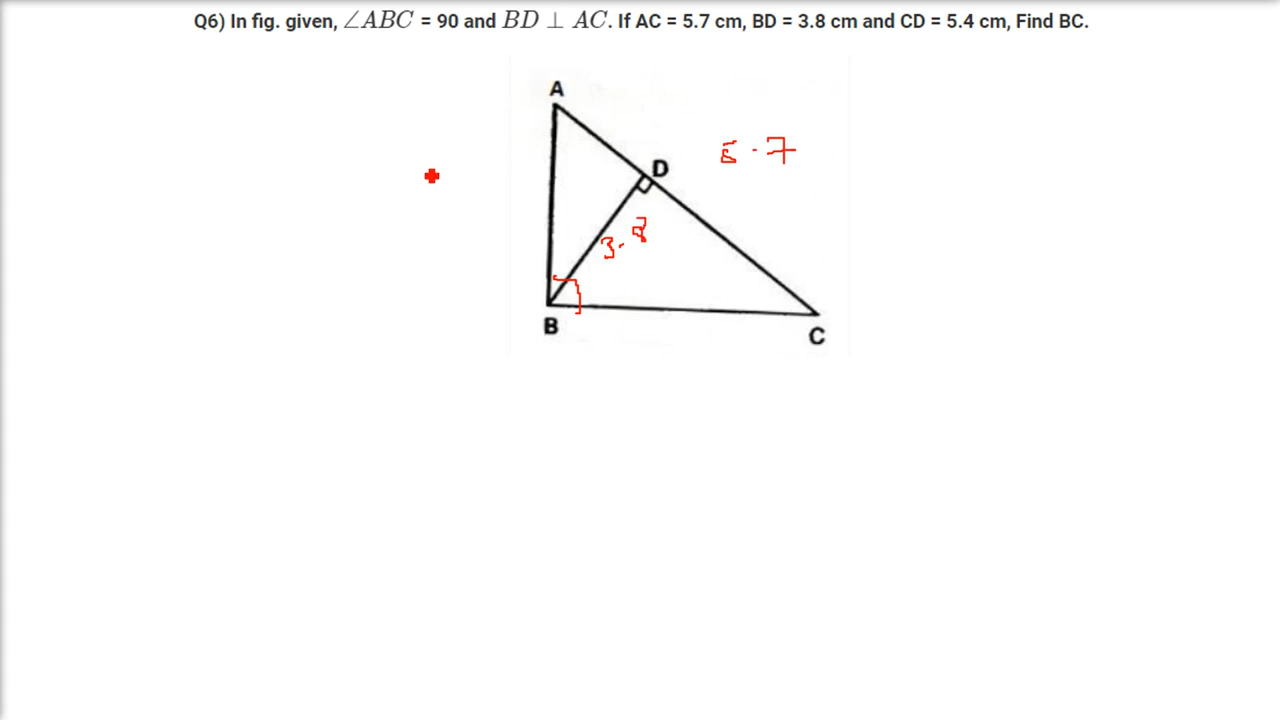 Q6) In fig. given, ∠ABC = 90 and BD ⊥ AC. If AC = 5.7 cm, BD = 3.8 cm and CD = 5.4 cm, Find BC.
A
5.7
D
3.8
B
C